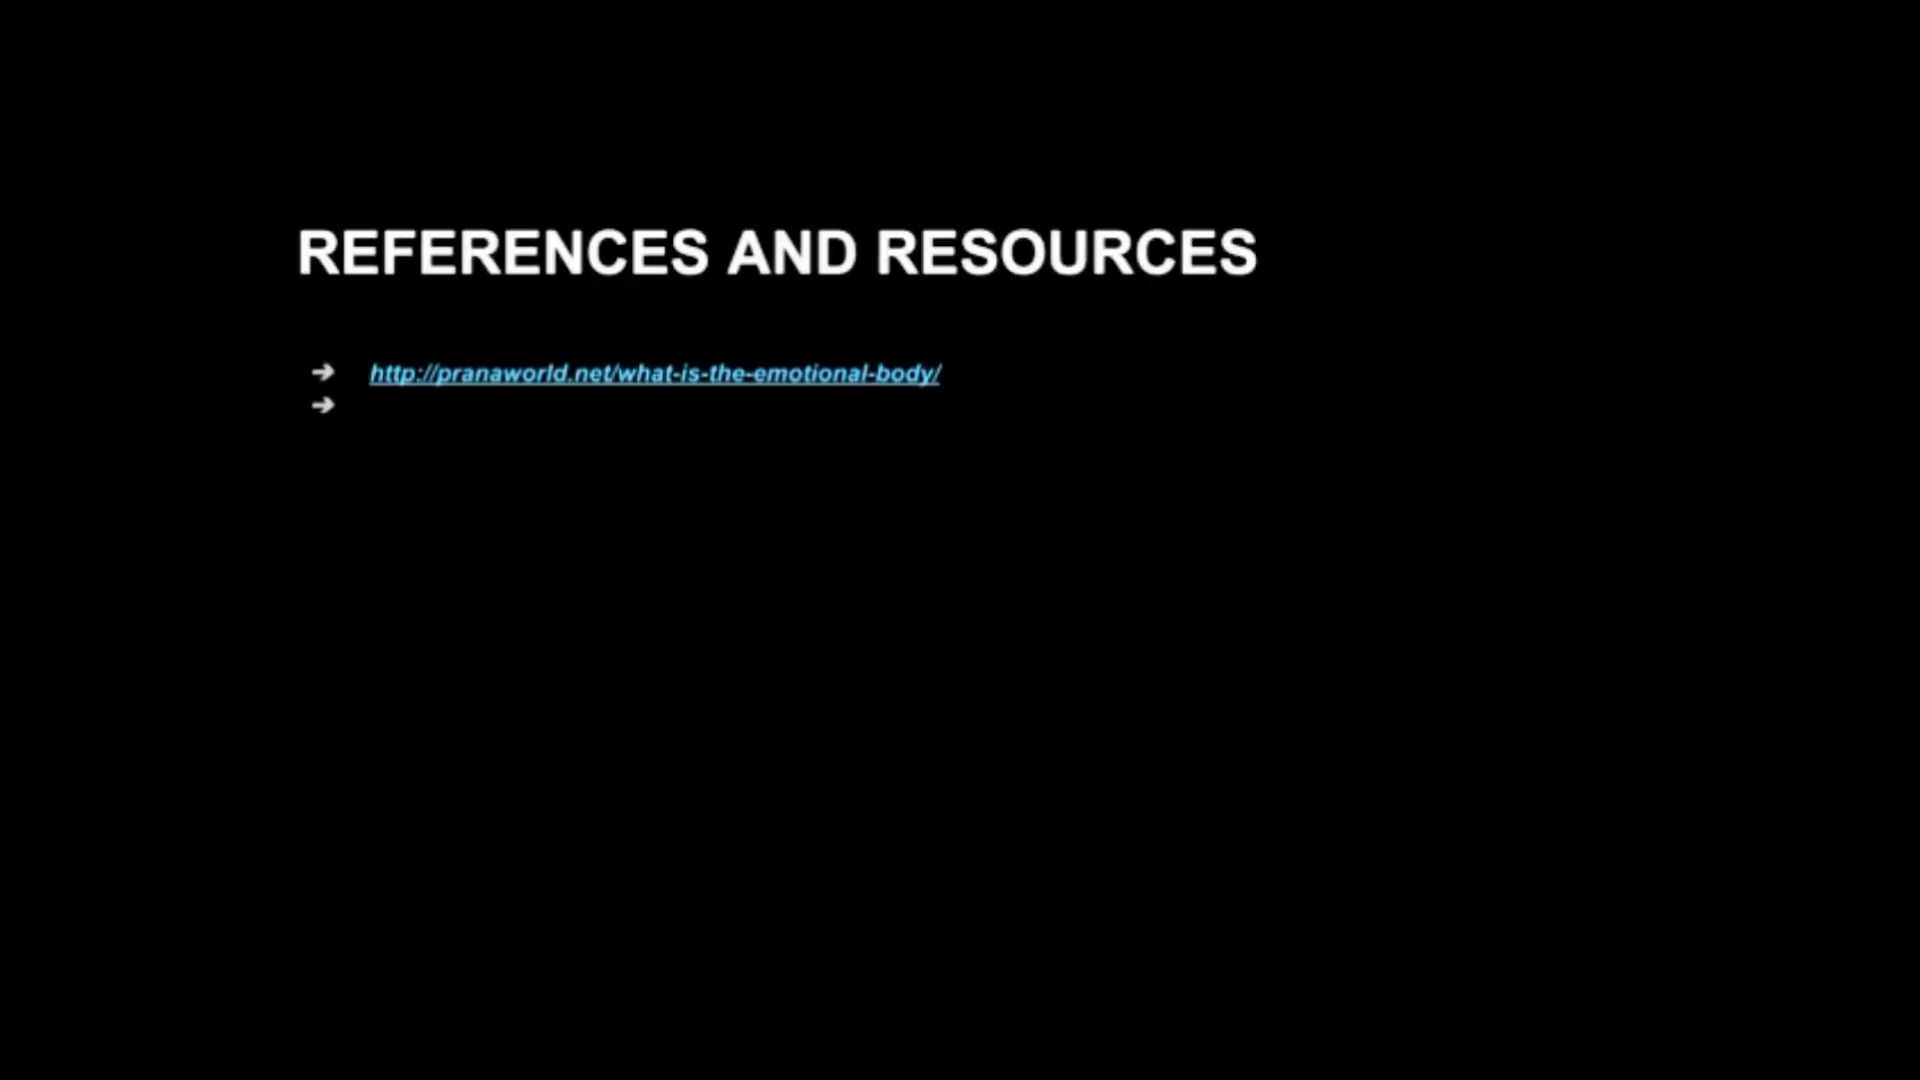 REFERENCES AND RESOURCES
➔ http://pranaworld.net/what-is-the-emotional-body/
➔